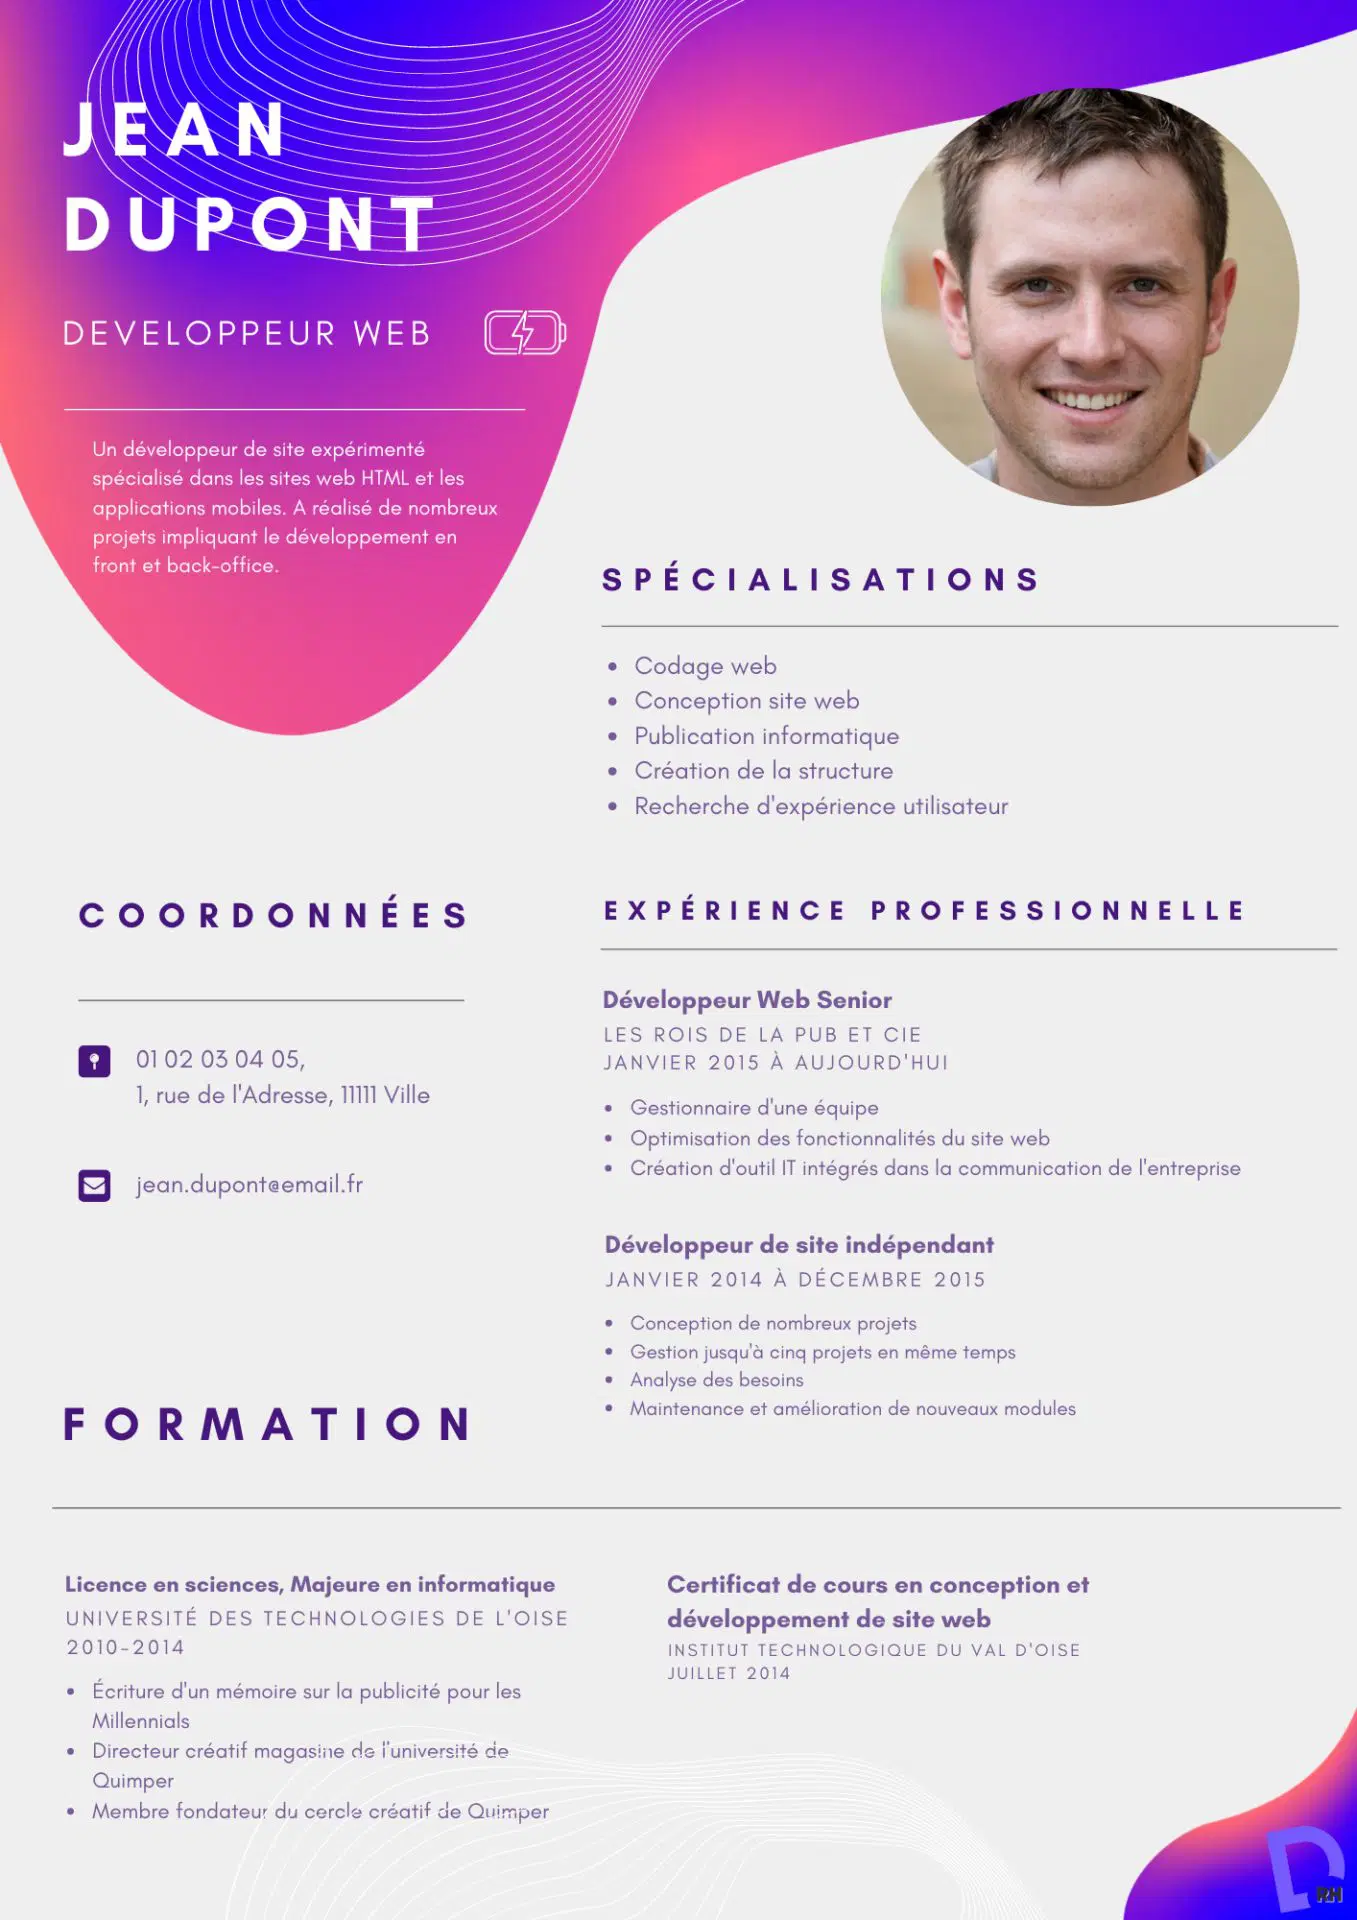 JEAN
DUPONT
DEVELOPPEUR WEB
Un développeur de site expérimenté
spécialisé dans les sites web HTML et les
applications mobiles. A réalisé de nombreux
projets impliquant le développement en
front et back-office.
SPÉCIALISATIONS
• Codage web
• Conception site web
• Publication informatique
• Création de la structure
• Recherche d'expérience utilisateur
COORDONNÉES
01 02 03 04 05,
1, rue de l'Adresse, 11111 Ville
jean.dupont@email.fr
EXPÉRIENCE PROFESSIONNELLE
Développeur Web Senior
LES ROIS DE LA PUB ET CIE
JANVIER 2015 À AUJOURD'HUI
• Gestionnaire d'une équipe
• Optimisation des fonctionnalités du site web
• Création d'outil IT intégrés dans la communication de l'entreprise
Développeur de site indépendant
JANVIER 2014 À DÉCEMBRE 2015
• Conception de nombreux projets
• Gestion jusqu'à cinq projets en même temps
• Analyse des besoins
• Maintenance et amélioration de nouveaux modules
FORMATION
Licence en sciences, Majeure en informatique
UNIVERSITÉ DES TECHNOLOGIES DE L'OISE
2010-2014
• Écriture d'un mémoire sur la publicité pour les
Millennials
• Directeur créatif magasine de l'université de
Quimper
• Membre fondateur du cercle créatif de Quimper
Certificat de cours en conception et
développement de site web
INSTITUT TECHNOLOGIQUE DU VAL D'OISE
JUILLET 2014
D
RH